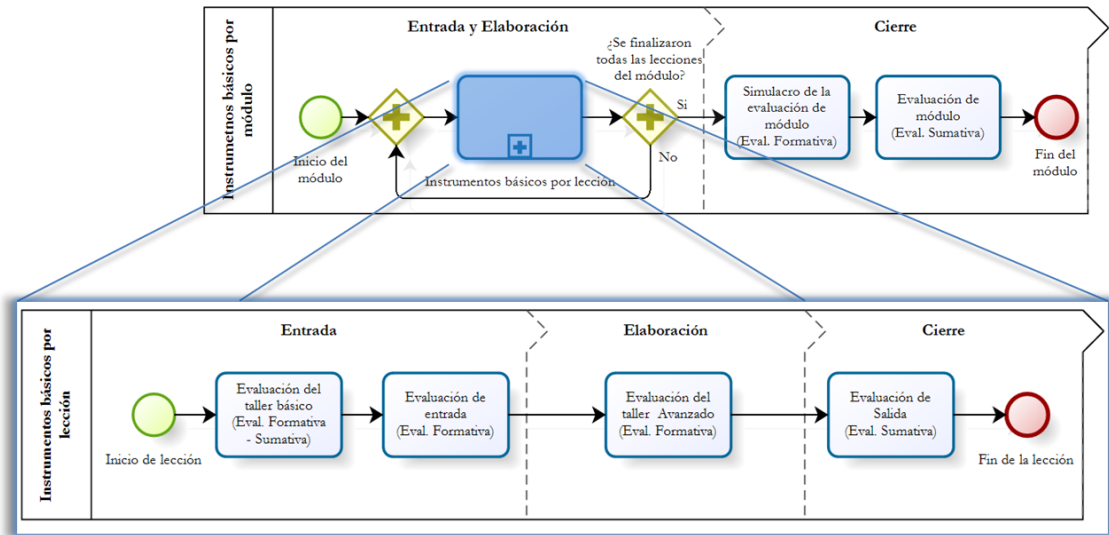 Instrumetnos básicos por
módulo
Entrada y Elaboración
Cierre
¿Se finalizaron
todas las lecciones
del módulo?
Si
No
Inicio del
módulo
Instrumentos básicos por lección
Simulacro de la
evaluación de
módulo
(Eval. Formativa)
Evaluación de
módulo
(Eval. Sumativa)
Fin del
módulo
Instrumentos básicos por
lección
Entrada
Elaboración
Cierre
Inicio de lección
Evaluación del
taller básico
(Eval. Formativa
- Sumativa)
Evaluación de
entrada
(Eval. Formativa)
Evaluación del
taller Avanzado
(Eval. Formativa)
Evaluación de
Salida
(Eval. Sumativa)
Fin de la lección